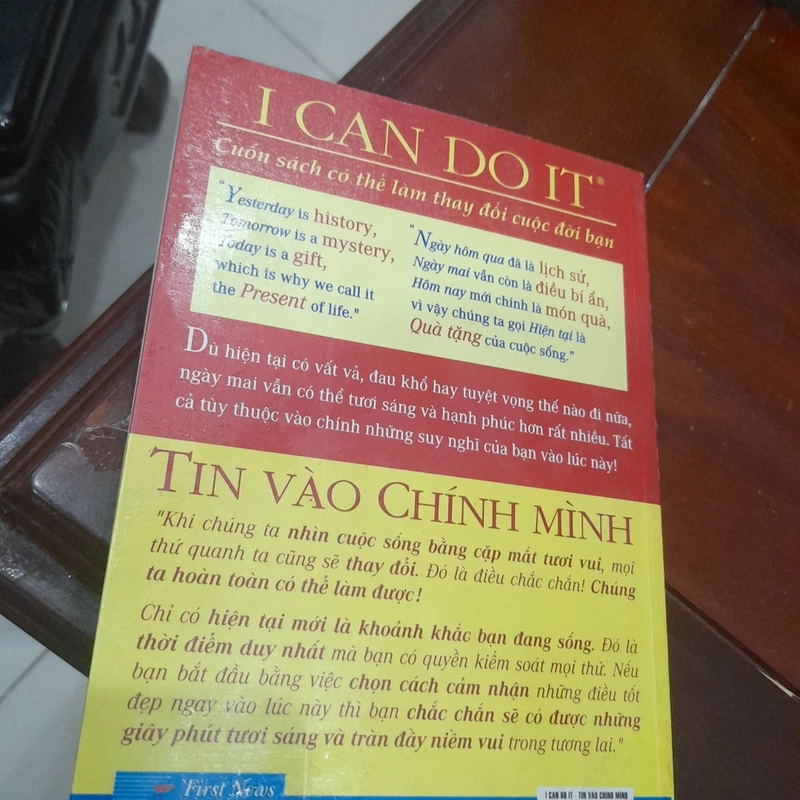 I CAN DO IT®
Cuốn sách có thể làm thay đổi cuộc đời bạn
"Yesterday is history,
Tomorrow is a mystery,
Today is a gift,
which is why we call it
the Present of life."
"Ngày hôm qua đã là lịch sử,
Ngày mai vẫn còn là điều bí ẩn,
Hôm nay mới chính là món quà,
vì vậy chúng ta gọi Hiện tại là
Quà tặng của cuộc sống."
Dù hiện tại có vất vả, đau khổ hay tuyệt vọng thế nào đi nữa,
ngày mai vẫn có thể tươi sáng và hạnh phúc hơn rất nhiều. Tất
cả tùy thuộc vào chính những suy nghĩ của bạn vào lúc này!
TIN VÀO CHÍNH MÌNH
"Khi chúng ta nhìn cuộc sống bằng cặp mắt tươi vui, mọi
thứ quanh ta cũng sẽ thay đổi. Đó là điều chắc chắn! Chúng
ta hoàn toàn có thể làm được!
Chỉ có hiện tại mới là khoảnh khắc bạn đang sống. Đó là
thời điểm duy nhất mà bạn có quyền kiểm soát mọi thứ. Nếu
bạn bắt đầu bằng việc chọn cách cảm nhận những điều tốt
đẹp ngay vào lúc này thì bạn chắc chắn sẽ có được những
giây phút tươi sáng và tràn đầy niềm vui trong tương lai."
First News
I CAN DO IT - TIN VÀO CHÍNH MÌNH